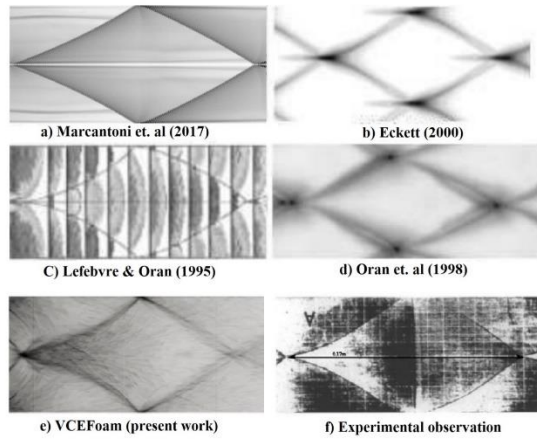 a) Marcantoni et. al (2017)
b) Eckett (2000)
C) Lefebvre & Oran (1995)
d) Oran et. al (1998)
A
e) VCEFoam (present work)
f) Experimental observation